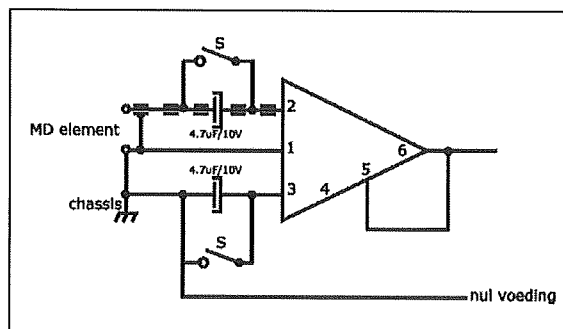 S
2
MD element
4.7uF/10V
1
6
4.7uF/10V
5
3
4
chassis
S
nul voeding